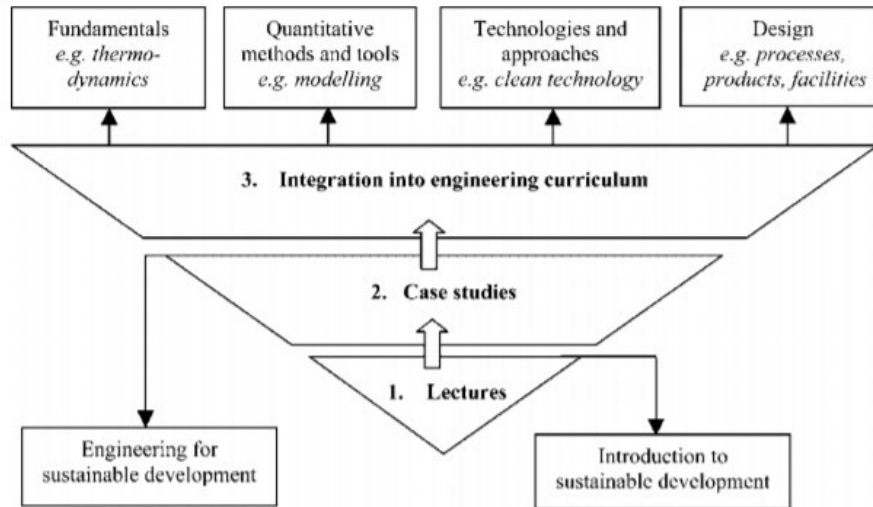 Fundamentals
e.g. thermo-
dynamics
Quantitative
methods and tools
e.g. modelling
Technologies and
approaches
e.g. clean technology
Design
e.g. processes,
products, facilities
3. Integration into engineering curriculum
2. Case studies
1. Lectures
Engineering for
sustainable development
Introduction to
sustainable development